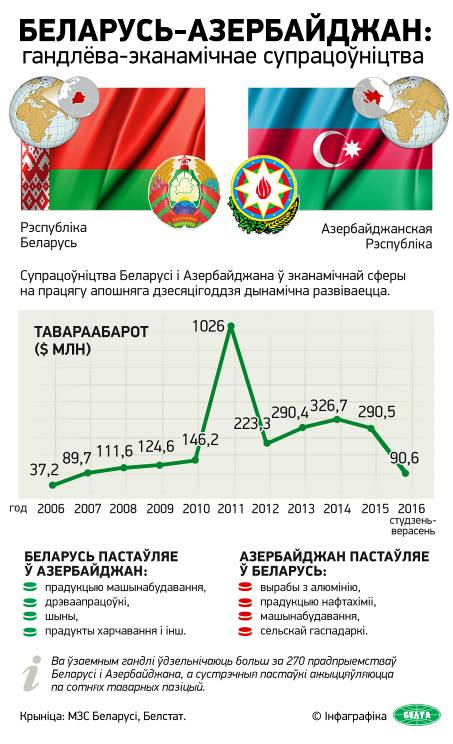 БЕЛАРУСЬ-АЗЕРБАЙДЖАН:
гандлёва-эканамічнае супрацоўніцтва
Рэспубліка
Беларусь
Азербайджанская
Рэспубліка
Супрацоўніцтва Беларусі і Азербайджана ў эканамічнай сферы
на працягу апошняга дзесяцігоддзя дынамічна развіваецца.
ТАВАРААБАРОТ
($ МЛН)
37,2
89,7
111,6
124,6
146,2
1026
223,3
290,4
326,7
290,5
90,6
год 2006 2007 2008 2009 2010 2011 2012 2013 2014 2015 2016
студзень-
верасень
БЕЛАРУСЬ ПАСТАЎЛЯЕ
Ў АЗЕРБАЙДЖАН:
прадукцыю машынабудавання,
дрэваапрацоўкі,
шыны,
прадукты харчавання і інш.
АЗЕРБАЙДЖАН ПАСТАЎЛЯЕ
Ў БЕЛАРУСЬ:
вырабы з алюмінію,
прадукцыю нафтахіміі,
машынабудавання,
сельскай гаспадаркі.
i
Ва ўзаемным гандлі ўдзельнічаюць больш за 270 прадпрыемстваў
Беларусі і Азербайджана, а сустрэчныя пастаўкі ажыццяўляюцца
па сотнях таварных пазіцый.
Крыніца: МЗС Беларусі, Белстат.
© Інфаграфіка
БЕЛТА